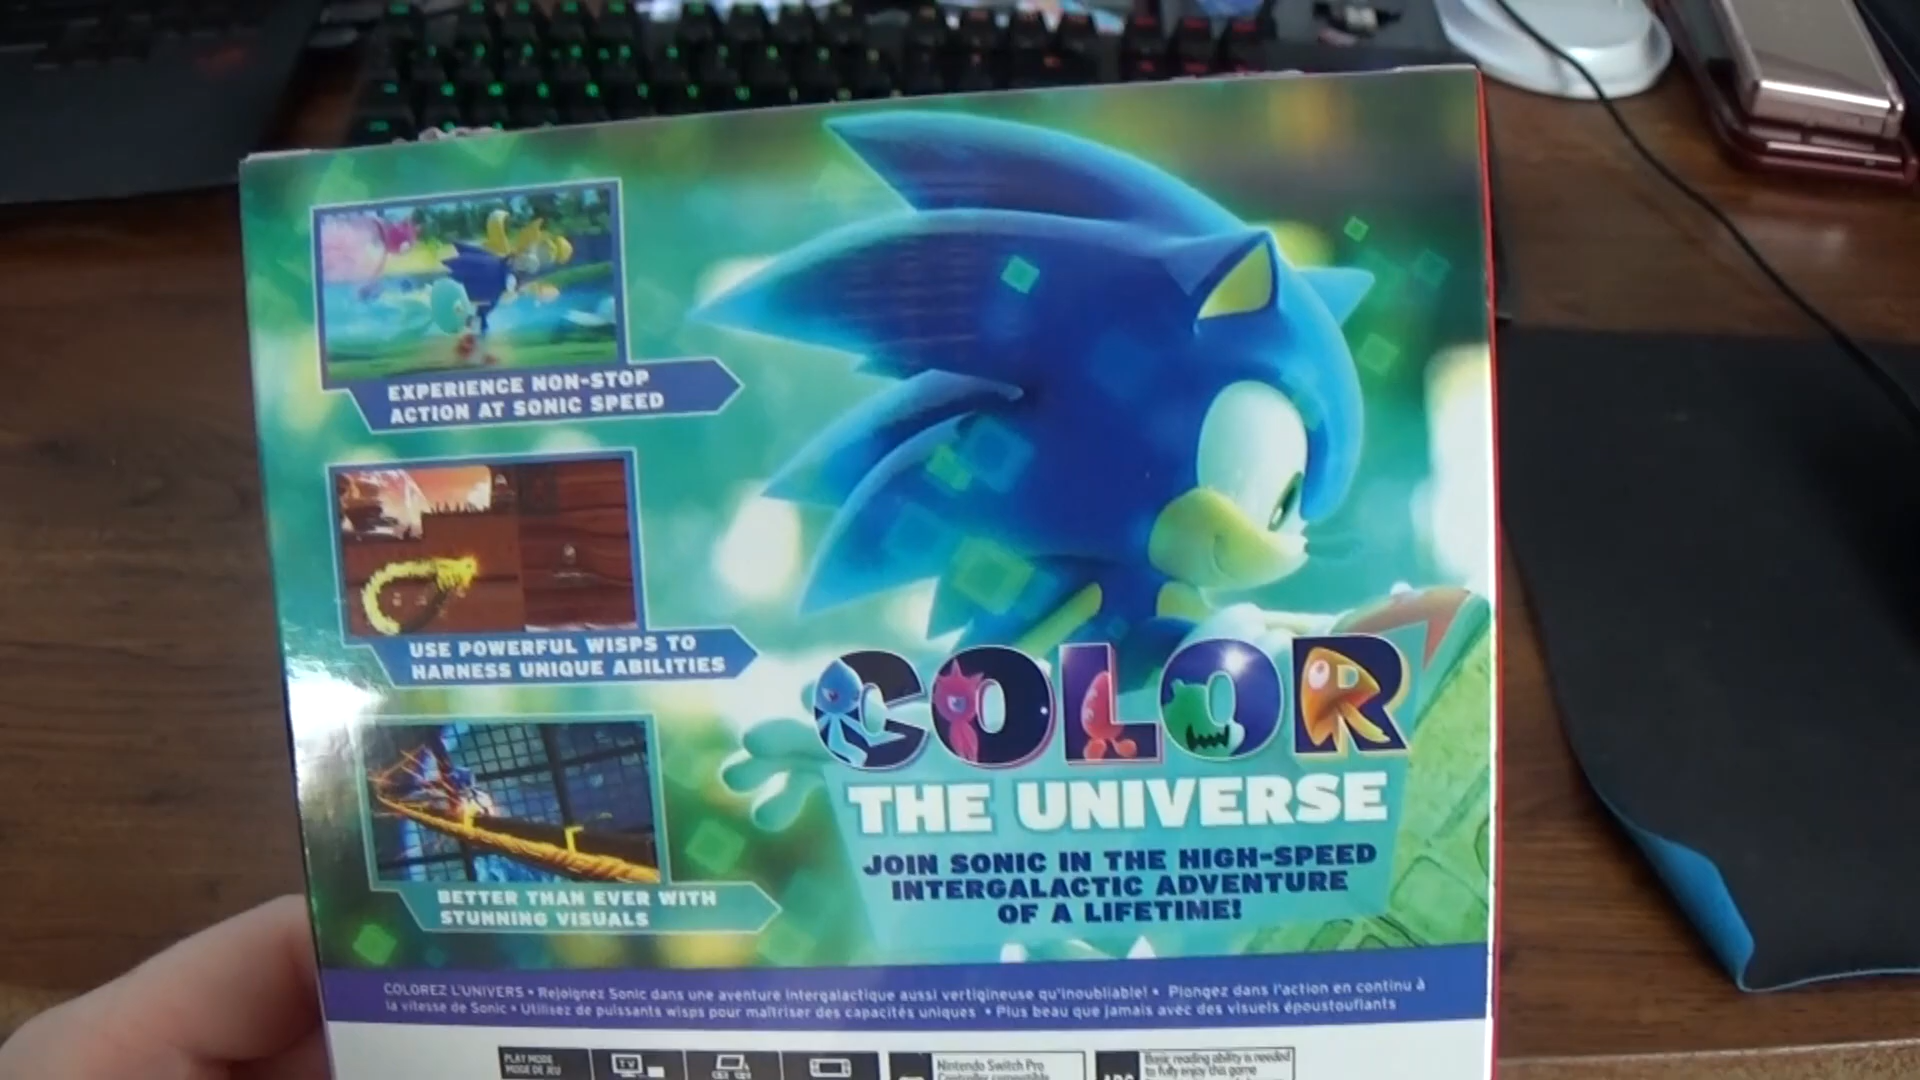 EXPERIENCE NON-STOP
ACTION AT SONIC SPEED
USE POWERFUL WISPS TO
HARNESS UNIQUE ABILITIES
BETTER THAN EVER WITH
STUNNING VISUALS
COLOR
THE UNIVERSE
JOIN SONIC IN THE HIGH-SPEED
INTERGALACTIC ADVENTURE
OF A LIFETIME!
COLOREZ L'UNIVERS • Rejoignez Sonic dans une aventure intergalactique aussi vertigineuse qu'inoubliable! • Plongez dans l'action en continu à
la vitesse de Sonic • Utilisez de puissants wisps pour maîtriser des capacités uniques • Plus beau que jamais avec des visuels époustouflants
PLAY MODE
MODE DE JEU
TV
Nintendo Switch Pro
Controller compatible
Basic reading ability is needed
to fully enjoy this game